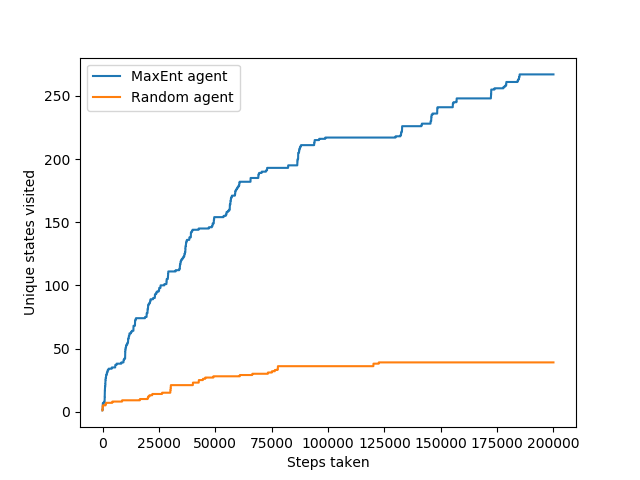 MaxEnt agent
Random agent
250
200
150
100
50
0
Unique states visited
0 25000 50000 75000 100000 125000 150000 175000 200000
Steps taken